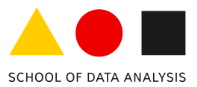 SCHOOL OF DATA ANALYSIS